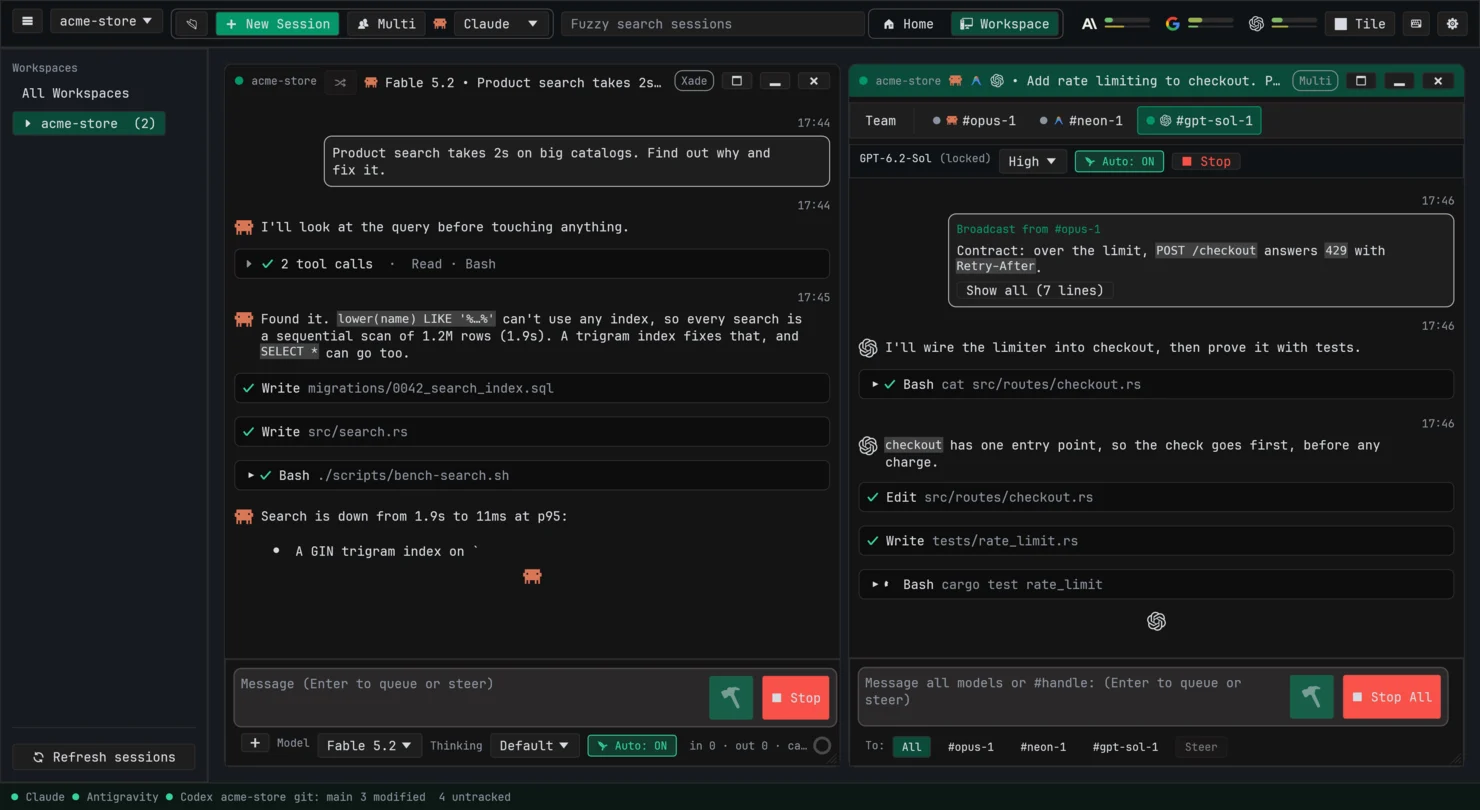 acme-store
+ New Session
Multi
Claude
Fuzzy search sessions
Home
Workspace
Tile
Workspaces
All Workspaces
acme-store (2)
Refresh sessions
acme-store
Fable 5.2 • Product search takes 2s…
Xade
17:44
Product search takes 2s on big catalogs. Find out why and
fix it.
17:44
I'll look at the query before touching anything.
2 tool calls · Read · Bash
17:45
Found it. lower(name) LIKE '%…%' can't use any index, so every search is
a sequential scan of 1.2M rows (1.9s). A trigram index fixes that, and
SELECT * can go too.
Write migrations/0042_search_index.sql
Write src/search.rs
Bash ./scripts/bench-search.sh
Search is down from 1.9s to 11ms at p95:
• A GIN trigram index on `
Message (Enter to queue or steer)
Stop
+ Model Fable 5.2 Thinking Default Auto: ON in 0 · out 0 · ca…
acme-store • Add rate limiting to checkout. P…
Multi
Team
#opus-1
#neon-1
#gpt-sol-1
GPT-6.2-Sol (locked) High Auto: ON Stop
17:46
Broadcast from #opus-1
Contract: over the limit, POST /checkout answers 429 with
Retry-After.
Show all (7 lines)
17:46
I'll wire the limiter into checkout, then prove it with tests.
Bash cat src/routes/checkout.rs
17:46
checkout has one entry point, so the check goes first, before any
charge.
Edit src/routes/checkout.rs
Write tests/rate_limit.rs
Bash cargo test rate_limit
Message all models or #handle: (Enter to queue or
steer)
Stop All
To: All #opus-1 #neon-1 #gpt-sol-1 Steer
Claude Antigravity Codex acme-store git: main 3 modified 4 untracked